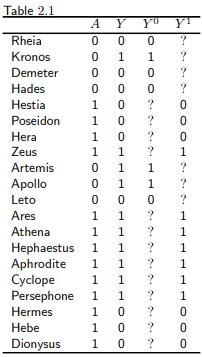 Table 2.1
A Y Y⁰ Y¹
Rheia 0 0 0 ?
Kronos 0 1 1 ?
Demeter 0 0 0 ?
Hades 0 0 0 ?
Hestia 1 0 ? 0
Poseidon 1 0 ? 0
Hera 1 0 ? 0
Zeus 1 1 ? 1
Artemis 0 1 1 ?
Apollo 0 1 1 ?
Leto 0 0 0 ?
Ares 1 1 ? 1
Athena 1 1 ? 1
Hephaestus 1 1 ? 1
Aphrodite 1 1 ? 1
Cyclope 1 1 ? 1
Persephone 1 1 ? 1
Hermes 1 0 ? 0
Hebe 1 0 ? 0
Dionysus 1 0 ? 0